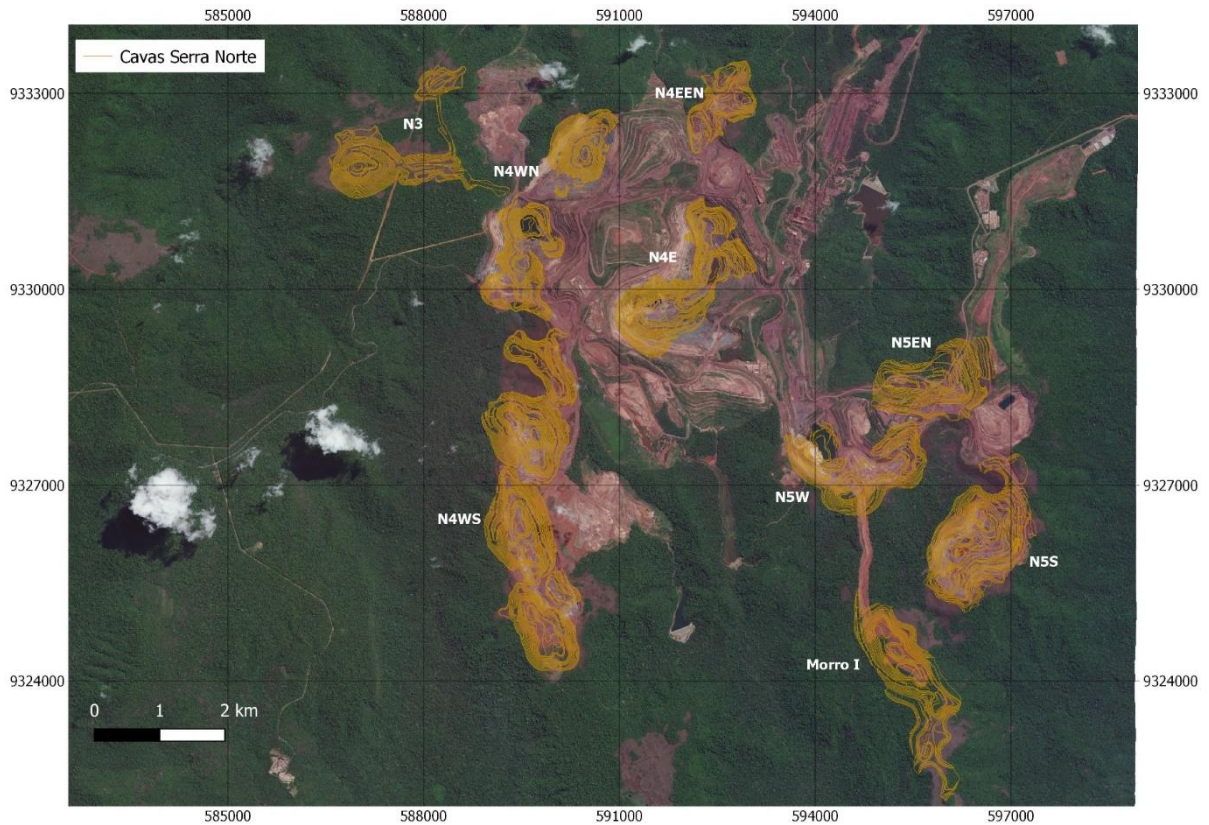 585000 588000 591000 594000 597000
Cavas Serra Norte
9333000 9333000
N4EEN
N3
N4WN
N4E
9330000 9330000
N5EN
9327000 9327000
N5W
N4WS
N5S
Morro I
9324000 9324000
0 1 2 km
585000 588000 591000 594000 597000